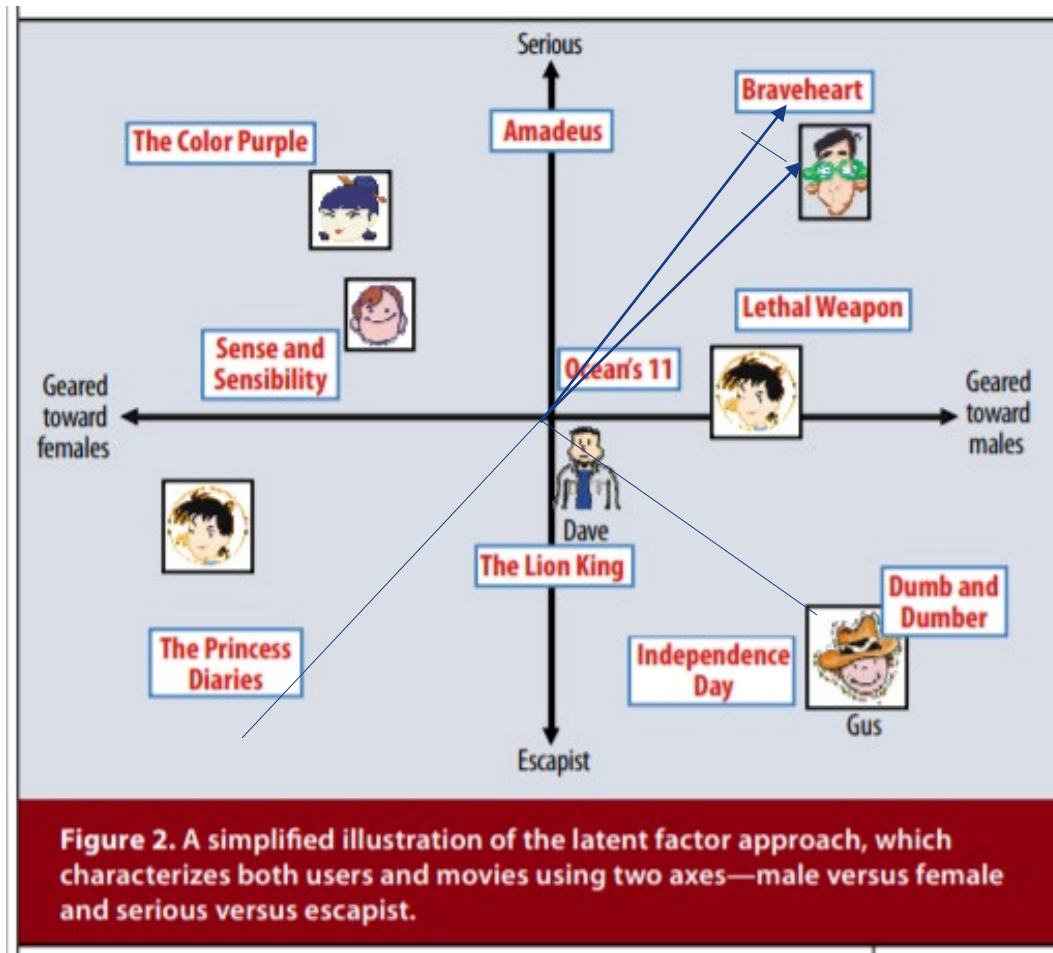 Serious
Braveheart
Amadeus
The Color Purple
Lethal Weapon
Sense and
Sensibility
Ocean's 11
Geared
toward
females
Geared
toward
males
Dave
The Lion King
Dumb and
Dumber
The Princess
Diaries
Independence
Day
Gus
Escapist
Figure 2. A simplified illustration of the latent factor approach, which
characterizes both users and movies using two axes—male versus female
and serious versus escapist.